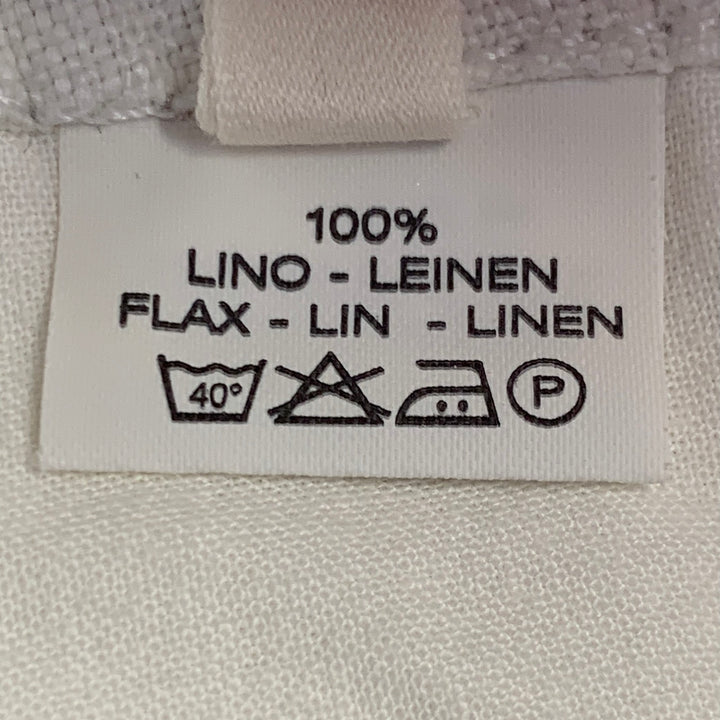 100%
LINO - LEINEN
FLAX - LIN - LINEN
40° P